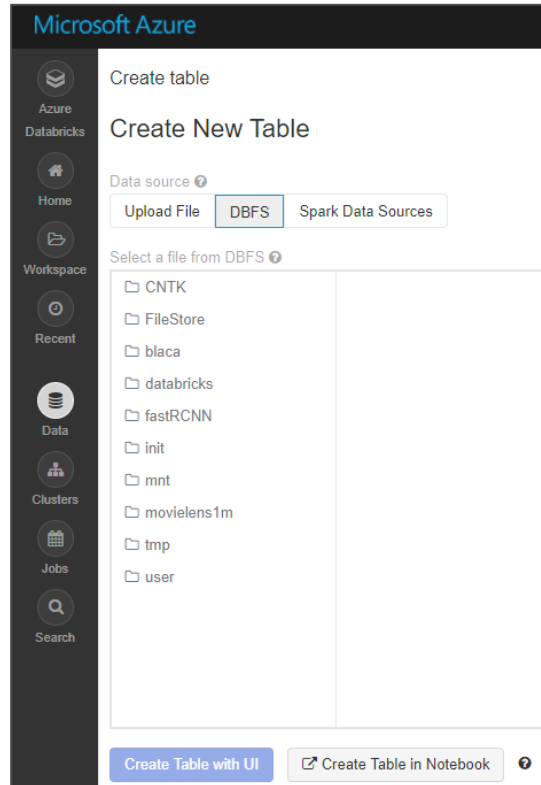 Microsoft Azure
Azure
Databricks
Home
Workspace
Recent
Data
Clusters
Jobs
Search
Create table
Create New Table
Data source
Upload File DBFS Spark Data Sources
Select a file from DBFS
CNTK
FileStore
blaca
databricks
fastRCNN
init
mnt
movielens1m
tmp
user
Create Table with UI Create Table in Notebook